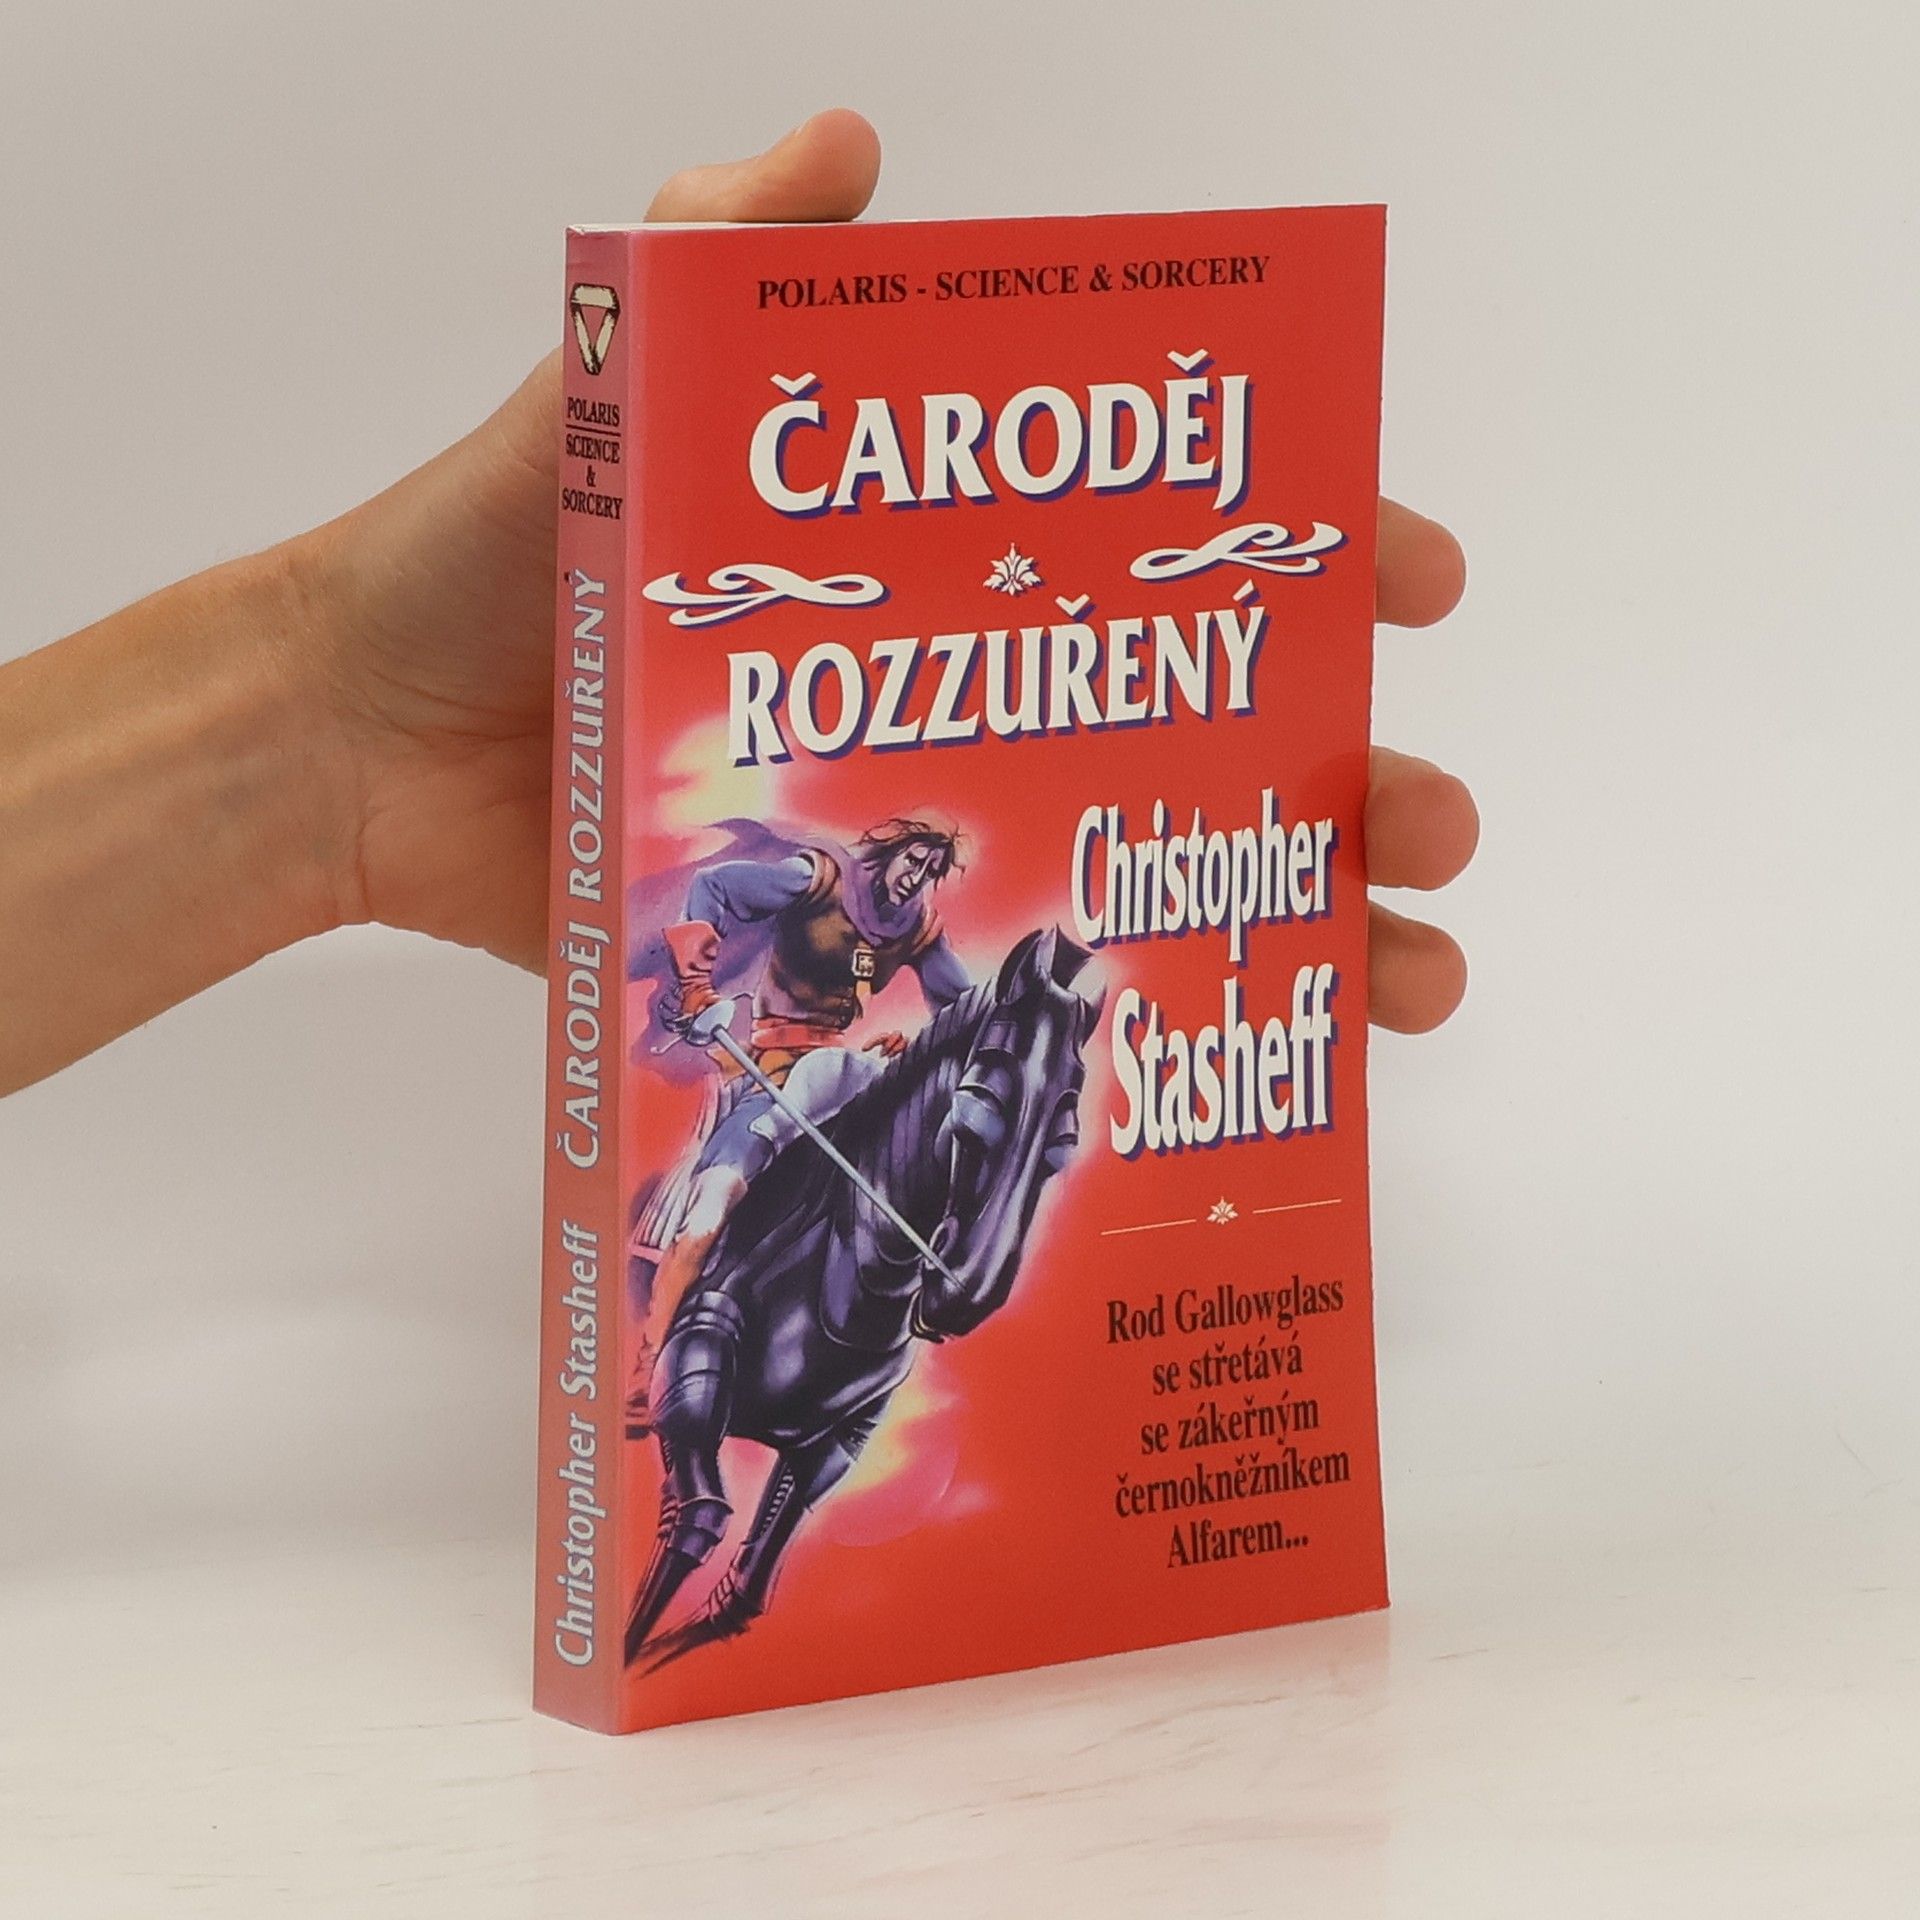 POLARIS
SCIENCE
&
SORCERY
Christopher Stasheff ČARODĚJ ROZZUŘENÝ
POLARIS - SCIENCE & SORCERY
ČARODĚJ
ROZZUŘENÝ
Christopher
Stasheff
Rod Gallowglass
se střetává
se zákeřným
černokněžníkem
Alfarem...